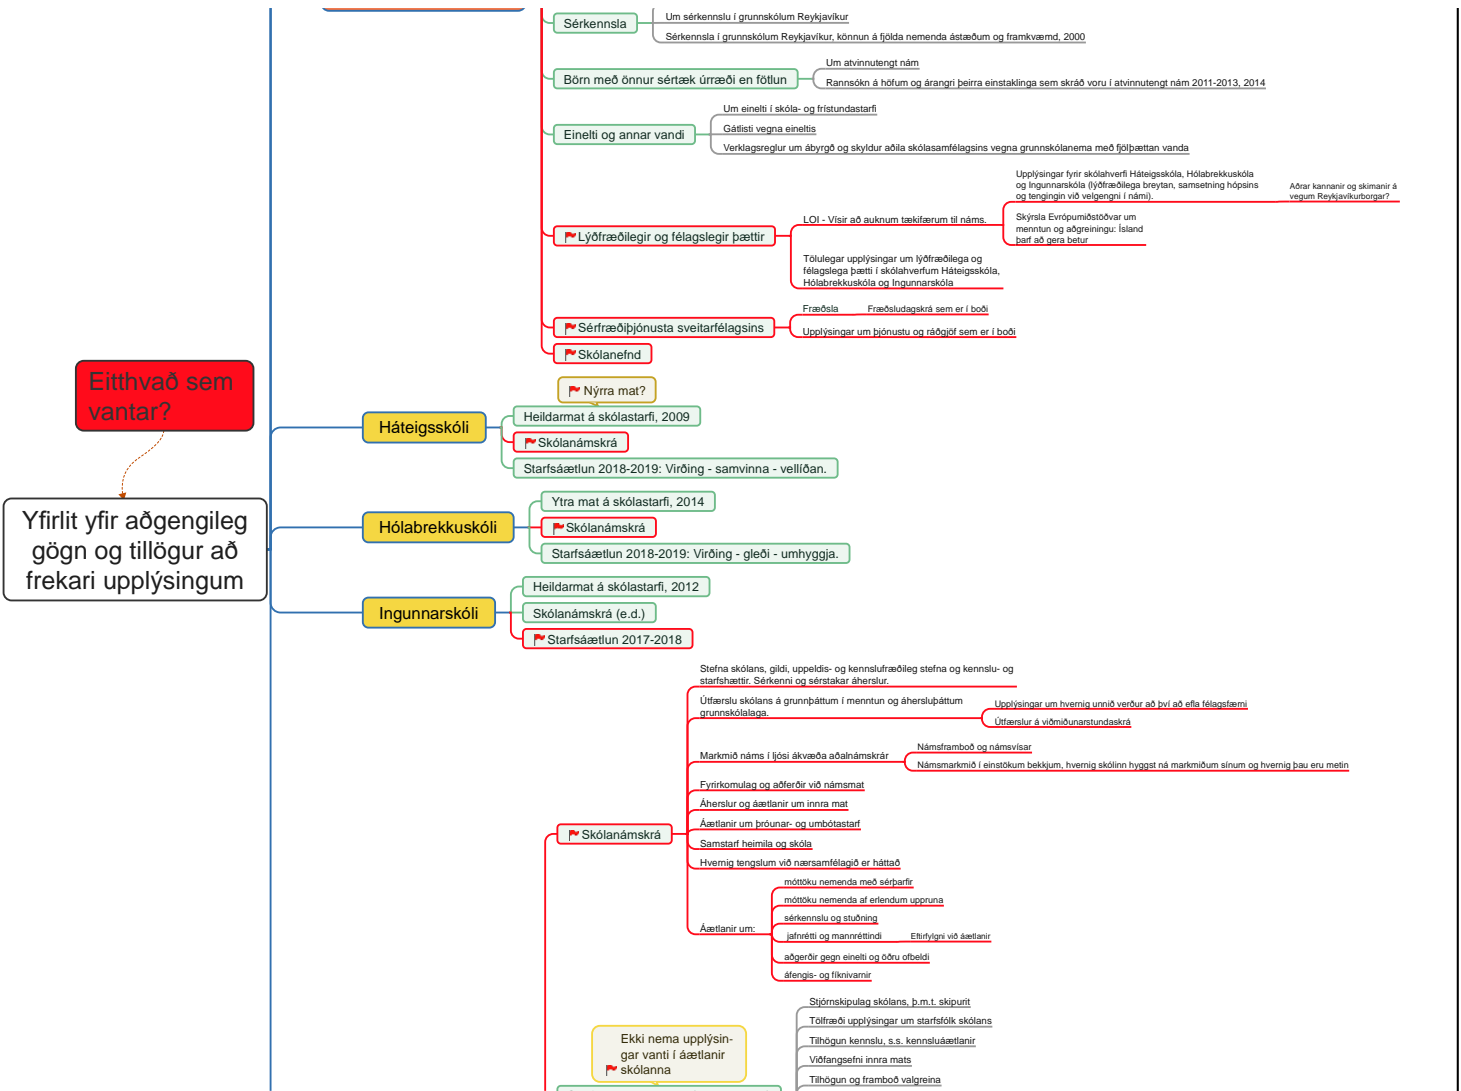 Sérkennsla
Um sérkennslu í grunnskólum Reykjavíkur
Sérkennsla í grunnskólum Reykjavíkur, könnun á fjölda nemenda ástæðum og framkvæmd, 2000
Börn með önnur sértæk úrræði en fötlun
Um atvinnutengt nám
Rannsókn á höfum og árangri þeirra einstaklinga sem skráð voru í atvinnutengt nám 2011-2013, 2014
Einelti og annar vandi
Um einelti í skóla- og frístundastarfi
Gátlisti vegna eineltis
Verklagsreglur um ábyrgð og skyldur aðila skólasamfélagsins vegna grunnskólanema með fjölþættan vanda
Lýðfræðilegir og félagslegir þættir
LOI - Vísir að auknum tækifærum til náms.
Upplýsingar fyrir skólahverfi Háteigsskóla, Hólabrekkuskóla
og Ingunnarskóla (lýðfræðilega breytan, samsetning hópsins
og tengingin við velgengni í námi).
Aðrar kannanir og skimanir á
vegum Reykjavíkurborgar?
Skýrsla Evrópumiðstöðvar um
menntun og aðgreiningu: Ísland
þarf að gera betur
Tölulegar upplýsingar um lýðfræðilega og
félagslega þætti í skólahverfum Háteigsskóla,
Hólabrekkuskóla og Ingunnarskóla
Sérfræðiþjónusta sveitarfélagsins
Fræðsla
Fræðsludagskrá sem er í boði
Upplýsingar um þjónustu og ráðgjöf sem er í boði
Skólanefnd
Eitthvað sem
vantar?
Yfirlit yfir aðgengileg
gögn og tillögur að
frekari upplýsingum
Háteigsskóli
Nýrra mat?
Heildarmat á skólastarfi, 2009
Skólanámskrá
Starfsáætlun 2018-2019: Virðing - samvinna - vellíðan.
Hólabrekkuskóli
Ytra mat á skólastarfi, 2014
Skólanámskrá
Starfsáætlun 2018-2019: Virðing - gleði - umhyggja.
Ingunnarskóli
Heildarmat á skólastarfi, 2012
Skólanámskrá (e.d.)
Starfsáætlun 2017-2018
Skólanámskrá
Stefna skólans, gildi, uppeldis- og kennslufræðileg stefna og kennslu- og
starfshættir. Sérkenni og sérstakar áherslur.
Útfærslu skólans á grunnþáttum í menntun og áhersluþáttum
grunnskólalaga.
Upplýsingar um hvernig unnið verður að því að efla félagsfærni
Útfærslur á viðmiðunarstundaskrá
Markmið náms í ljósi ákvæða aðalnámskrár
Námsframboð og námsvísar
Námsmarkmið í einstökum bekkjum, hvernig skólinn hyggst ná markmiðum sínum og hvernig þau eru metin
Fyrirkomulag og aðferðir við námsmat
Áherslur og áætlanir um innra mat
Áætlanir um þróunar- og umbótastarf
Samstarf heimila og skóla
Hvernig tengslum við nærsamfélagið er háttað
Áætlanir um:
móttöku nemenda með sérþarfir
móttöku nemenda af erlendum uppruna
sérkennslu og stuðning
jafnrétti og mannréttindi
Eftirfylgni við áætlanir
aðgerðir gegn einelti og öðru ofbeldi
áfengis- og fíknivarnir
Ekki nema upplýsin-
gar vanti í áætlanir
skólanna
Stjórnskipulag skólans, þ.m.t. skipurit
Tölfræði upplýsingar um starfsfólk skólans
Tilhögun kennslu, s.s. kennsluáætlanir
Viðfangsefni innra mats
Tilhögun og framboð valgreina